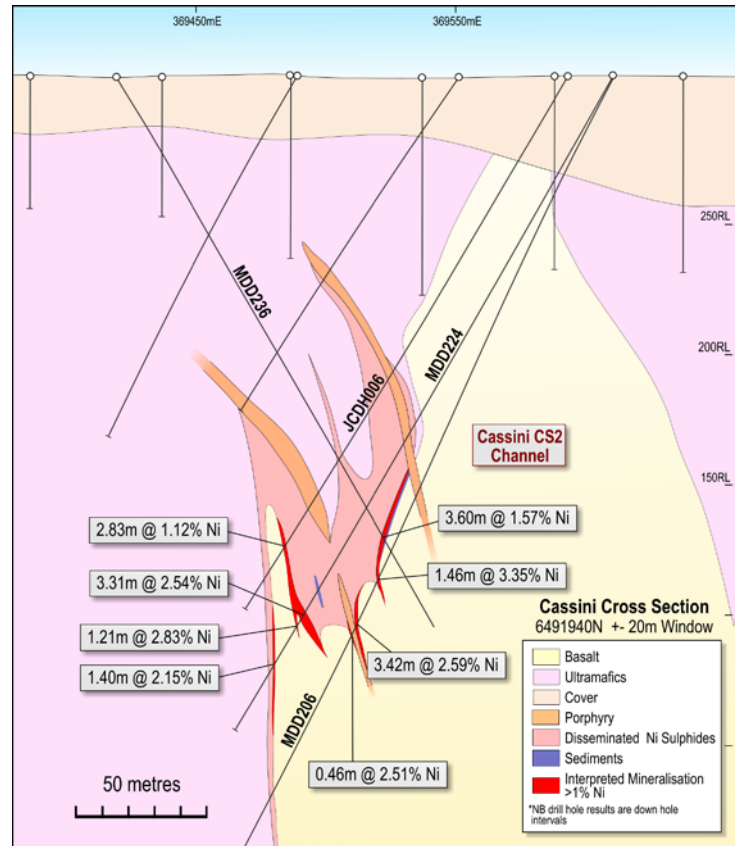 369450mE
369550mE
250RL
MDD236
MDD224
200RL
JCDH006
Cassini CS2
Channel
150RL
2.83m @ 1.12% Ni
3.60m @ 1.57% Ni
3.31m @ 2.54% Ni
1.46m @ 3.35% Ni
1.21m @ 2.83% Ni
3.42m @ 2.59% Ni
1.40m @ 2.15% Ni
MDD206
0.46m @ 2.51% Ni
50 metres
Cassini Cross Section
6491940N +- 20m Window
Basalt
Ultramafics
Cover
Porphyry
Disseminated Ni Sulphides
Sediments
Interpreted Mineralisation
>1% Ni
*NB drill hole results are down hole
intervals